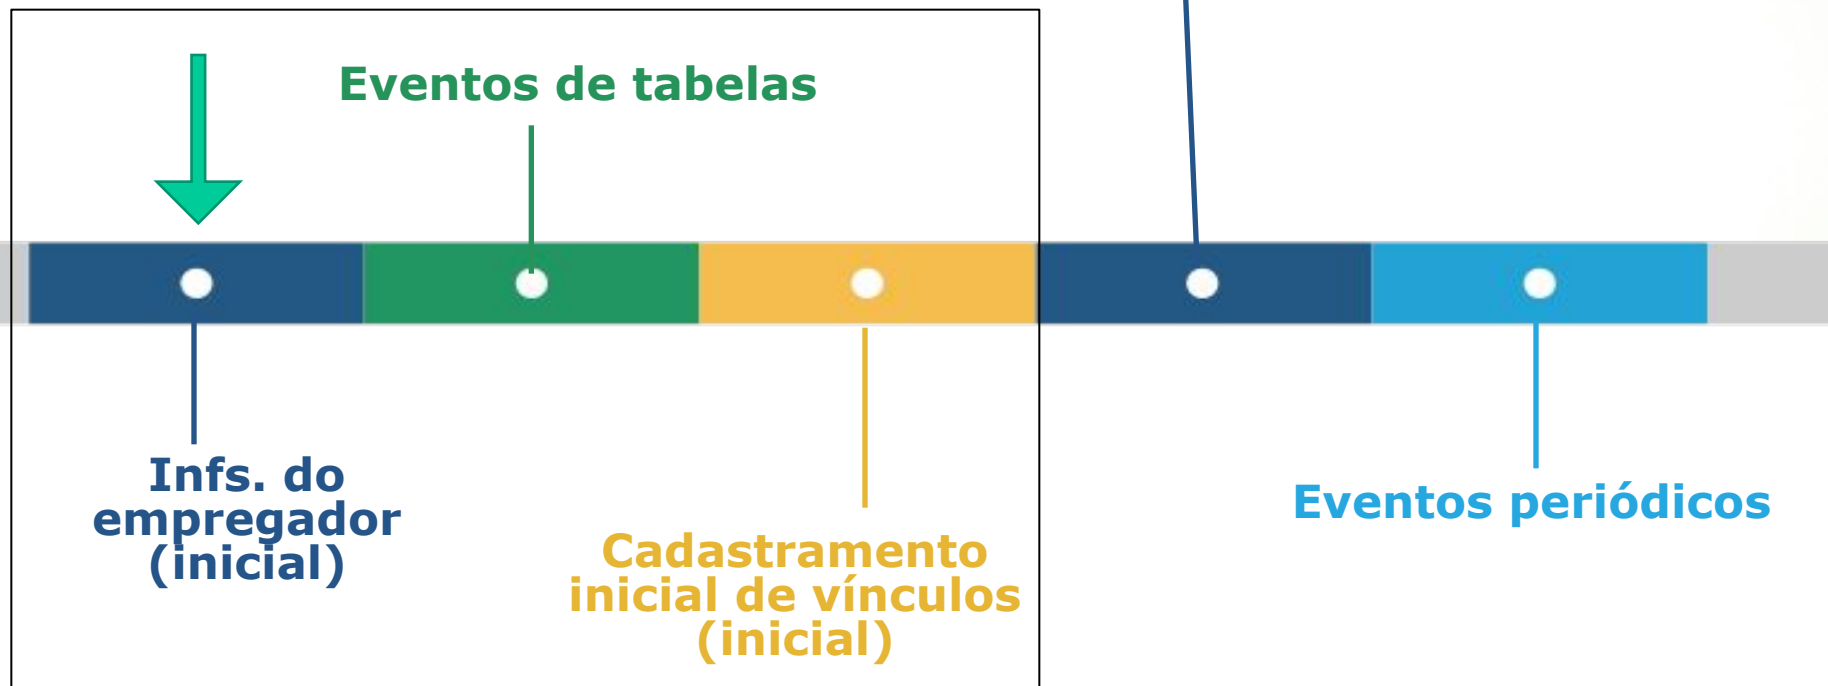 Eventos de tabelas
Infs. do
empregador
(inicial)
Cadastramento
inicial de vínculos
(inicial)
Eventos periódicos